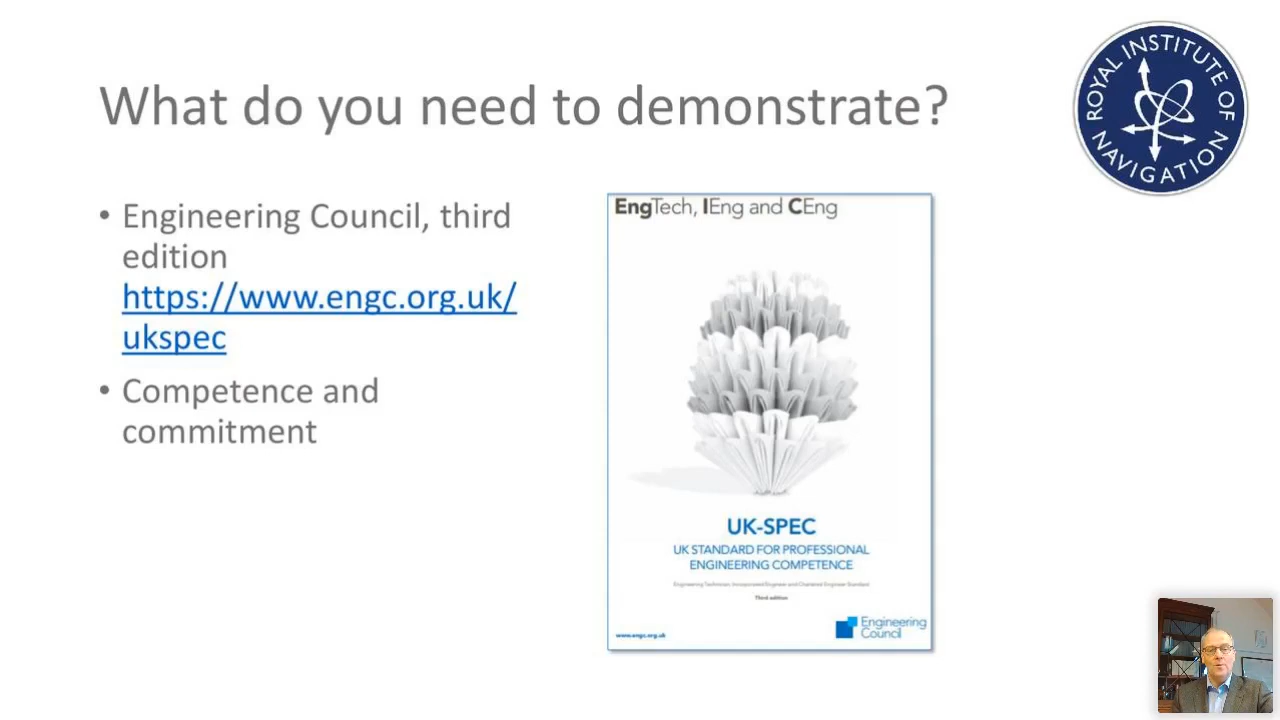 What do you need to demonstrate?
ROYAL INSTITUTE OF NAVIGATION
• Engineering Council, third
edition
https://www.engc.org.uk/
ukspec
• Competence and
commitment
EngTech, IEng and CEng
UK-SPEC
UK STANDARD FOR PROFESSIONAL
ENGINEERING COMPETENCE
Engineering Technician, Incorporated Engineer and Chartered Engineer Standard
Third edition
www.engc.org.uk
Engineering
Council